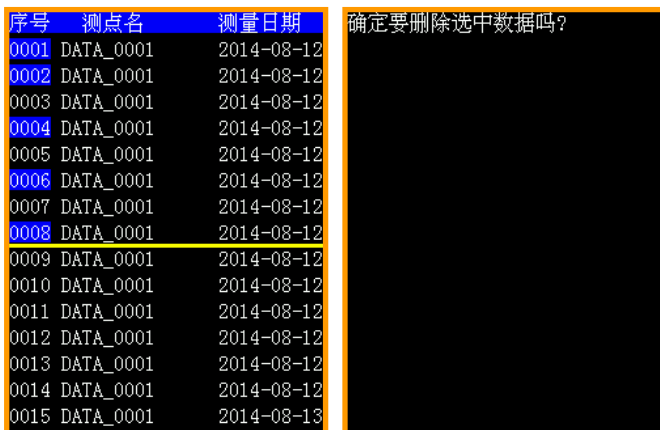 序号 测点名 测量日期
0001 DATA_0001 2014-08-12
0002 DATA_0001 2014-08-12
0003 DATA_0001 2014-08-12
0004 DATA_0001 2014-08-12
0005 DATA_0001 2014-08-12
0006 DATA_0001 2014-08-12
0007 DATA_0001 2014-08-12
0008 DATA_0001 2014-08-12
0009 DATA_0001 2014-08-12
0010 DATA_0001 2014-08-12
0011 DATA_0001 2014-08-12
0012 DATA_0001 2014-08-12
0013 DATA_0001 2014-08-12
0014 DATA_0001 2014-08-12
0015 DATA_0001 2014-08-13
确定要删除选中数据吗?